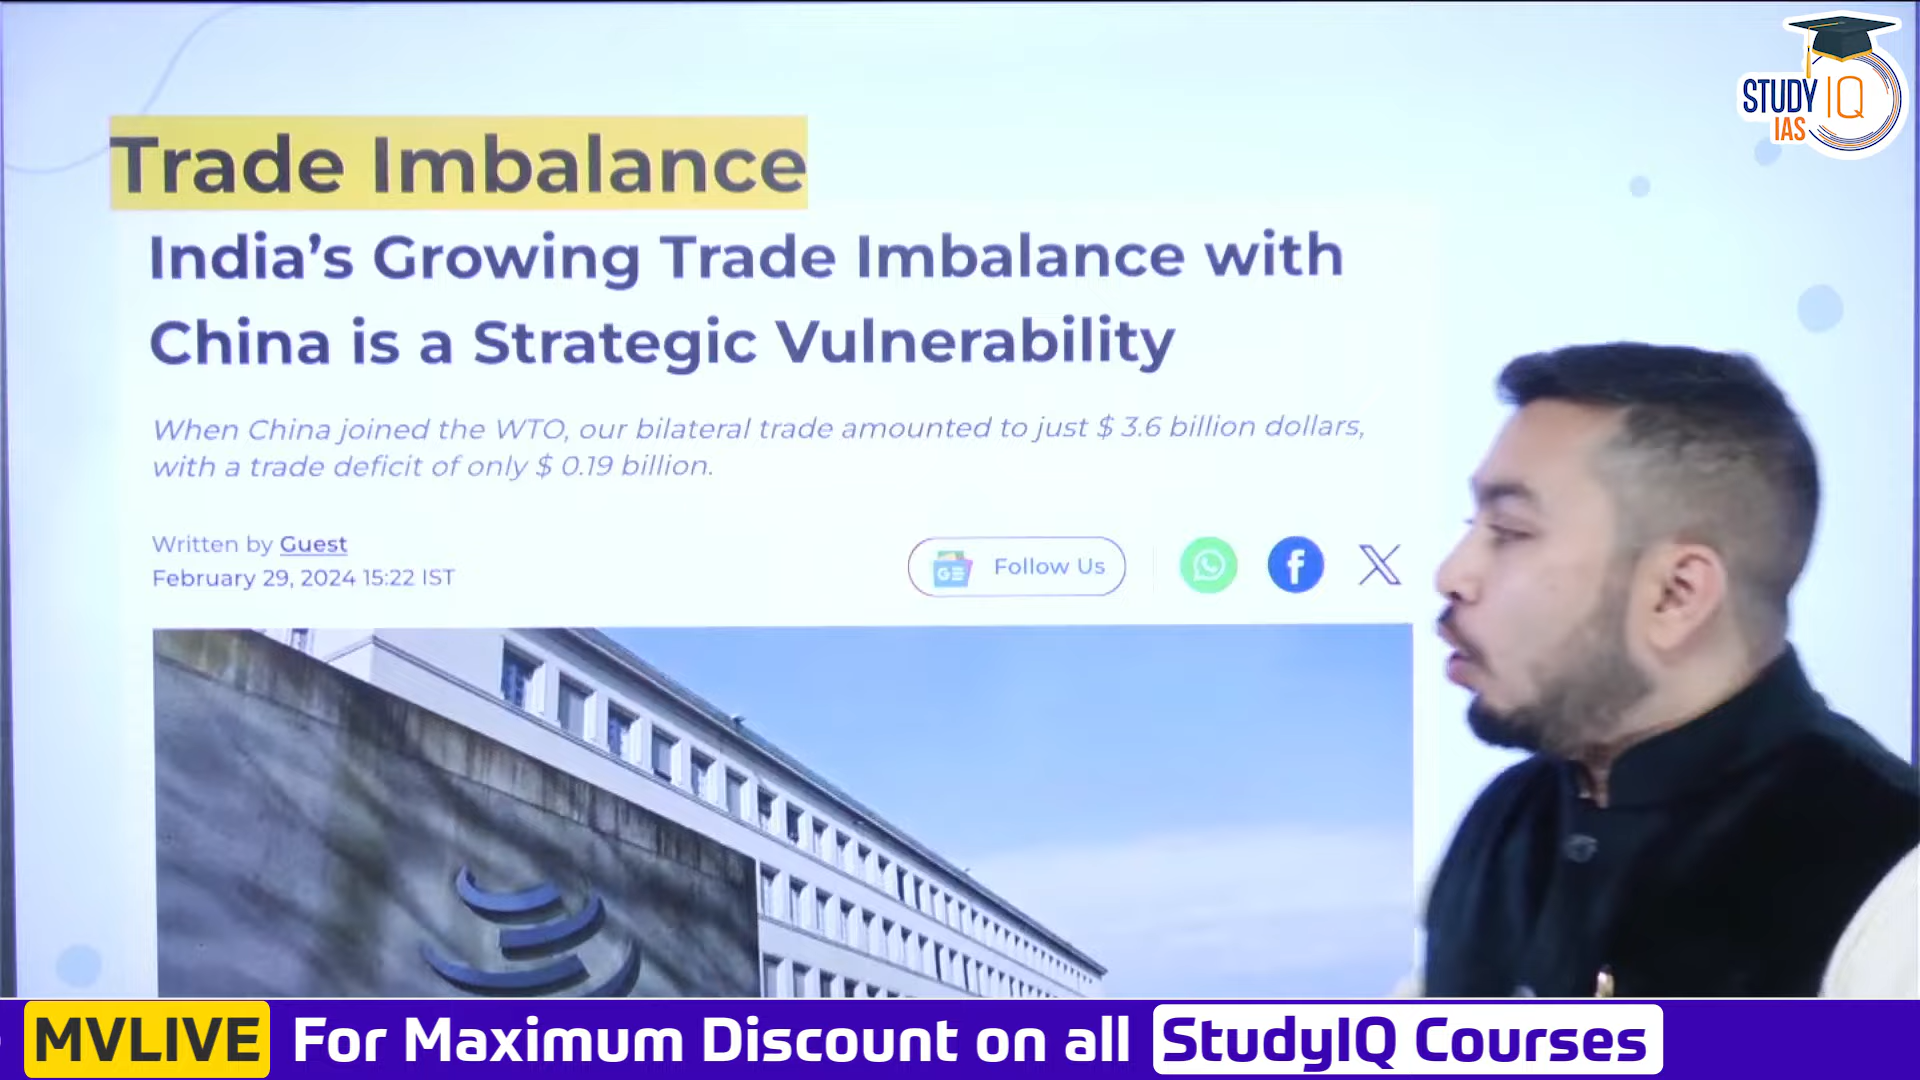 STUDY IQ
IAS
Trade Imbalance
India's Growing Trade Imbalance with
China is a Strategic Vulnerability
When China joined the WTO, our bilateral trade amounted to just $ 3.6 billion dollars,
with a trade deficit of only $ 0.19 billion.
Written by Guest
February 29, 2024 15:22 IST
GE Follow Us
MVLIVE For Maximum Discount on all StudyIQ Courses